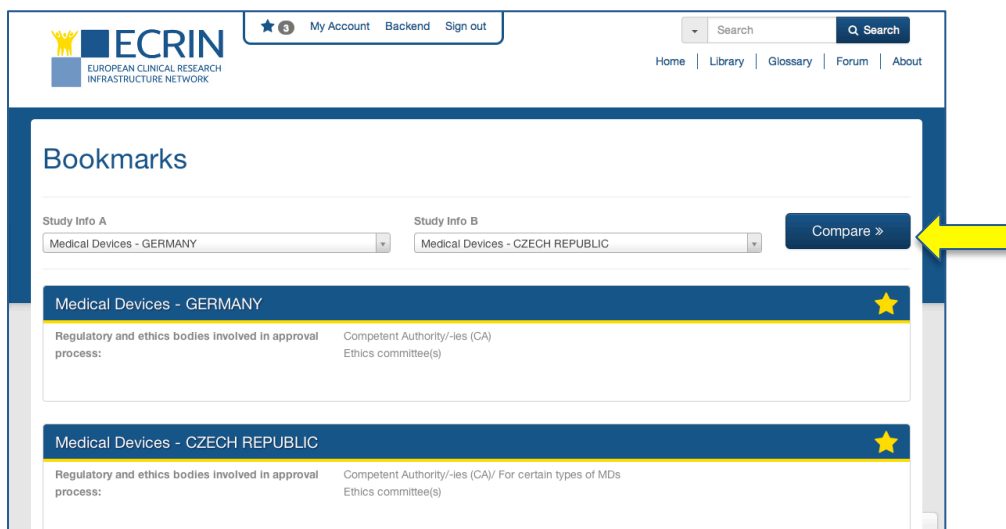 ECRIN
EUROPEAN CLINICAL RESEARCH
INFRASTRUCTURE NETWORK
3 My Account Backend Sign out
Search Search
Home Library Glossary Forum About
Bookmarks
Study Info A Study Info B
Medical Devices - GERMANY Medical Devices - CZECH REPUBLIC Compare »
Medical Devices - GERMANY
Regulatory and ethics bodies involved in approval Competent Authority/-ies (CA)
process: Ethics committee(s)
Medical Devices - CZECH REPUBLIC
Regulatory and ethics bodies involved in approval Competent Authority/-ies (CA)/ For certain types of MDs
process: Ethics committee(s)